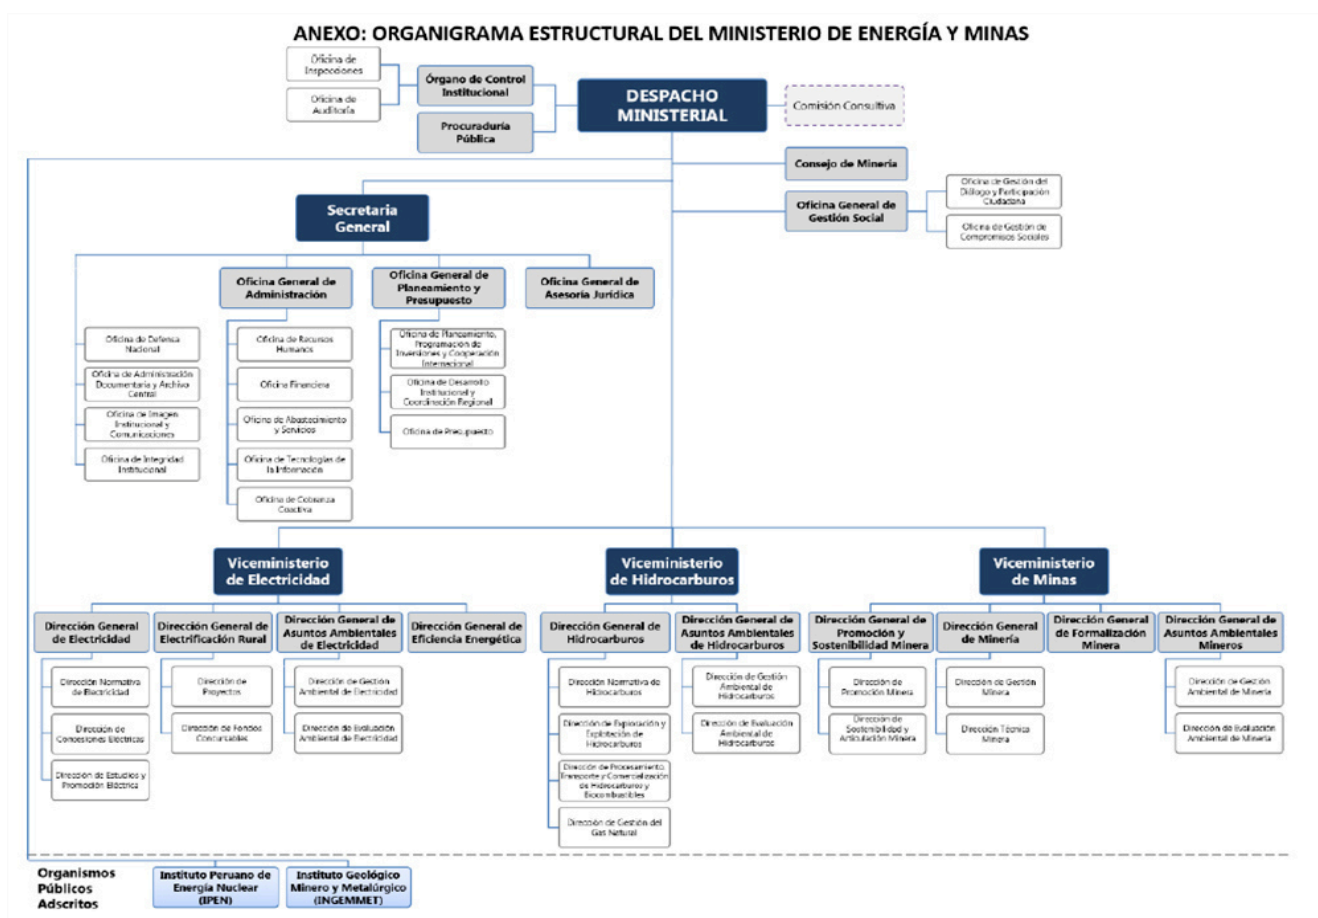 ANEXO: ORGANIGRAMA ESTRUCTURAL DEL MINISTERIO DE ENERGÍA Y MINAS
Oficina de
Inspecciones
Oficina de
Auditoría
Órgano de Control
Institucional
Procuraduría
Pública
DESPACHO
MINISTERIAL
Comisión Consultiva
Consejo de Minería
Oficina General de
Gestión Social
Oficina de Gestión del
Diálogo y Participación
Ciudadana
Oficina de Gestión de
Compromisos Sociales
Secretaria
General
Oficina General de
Administración
Oficina General de
Planeamiento y
Presupuesto
Oficina General de
Asesoría Jurídica
Oficina de Defensa
Nacional
Oficina de Administración
Documentaria y Archivo
Central
Oficina de Imagen
Institucional y
Comunicaciones
Oficina de Integridad
Institucional
Oficina de Recursos
Humanos
Oficina Financiera
Oficina de Abastecimiento
y Servicios
Oficina de Tecnologías de
la Información
Oficina de Cobranza
Coactiva
Oficina de Planeamiento,
Programación de
Inversiones y Cooperación
Internacional
Oficina de Desarrollo
Institucional y
Coordinación Regional
Oficina de Presupuesto
Viceministerio
de Electricidad
Viceministerio
de Hidrocarburos
Viceministerio
de Minas
Dirección General
de Electricidad
Dirección General de
Electrificación Rural
Dirección General de
Asuntos Ambientales
de Electricidad
Dirección General de
Eficiencia Energética
Dirección General de
Hidrocarburos
Dirección General de
Asuntos Ambientales
de Hidrocarburos
Dirección General de
Promoción y
Sostenibilidad Minera
Dirección General
de Minería
Dirección General
de Formalización
Minera
Dirección General de
Asuntos Ambientales
Mineros
Dirección Normativa
de Electricidad
Dirección de
Concesiones Eléctricas
Dirección de Estudios y
Promoción Eléctrica
Dirección de
Proyectos
Dirección de Fondos
Concursables
Dirección de Gestión
Ambiental de Electricidad
Dirección de Evaluación
Ambiental de Electricidad
Dirección Normativa de
Hidrocarburos
Dirección de Exploración y
Explotación de
Hidrocarburos
Dirección de Procesamiento,
Transporte y Comercialización
de Hidrocarburos y
Biocombustibles
Dirección de Gestión del
Gas Natural
Dirección de Gestión
Ambiental de
Hidrocarburos
Dirección de Evaluación
Ambiental de
Hidrocarburos
Dirección de
Promoción Minera
Dirección de
Sostenibilidad y
Articulación Minera
Dirección de Gestión
Minera
Dirección Técnica
Minera
Dirección de Gestión
Ambiental de Minería
Dirección de Evaluación
Ambiental de Minería
Organismos
Públicos
Adscritos
Instituto Peruano de
Energía Nuclear
(IPEN)
Instituto Geológico
Minero y Metalúrgico
(INGEMMET)